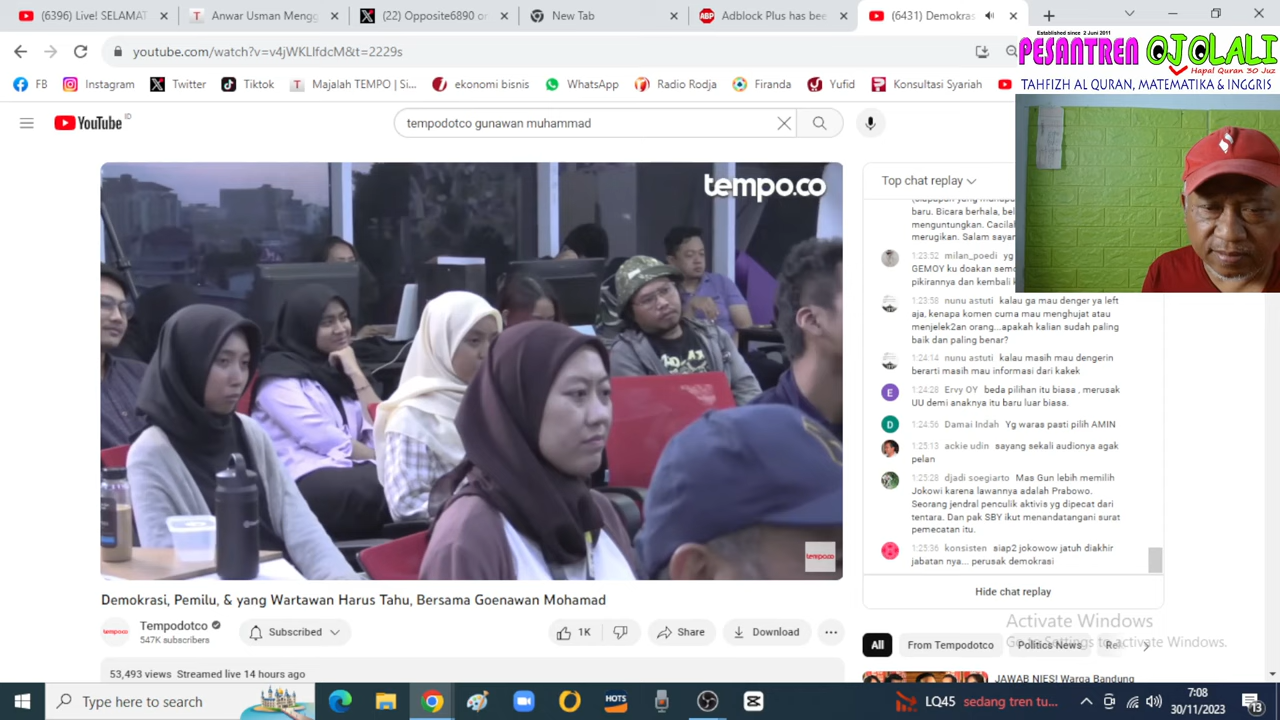 (6396) Live! SELAMAT
Anwar Usman Mengg
(22) Opposite6890 or
New Tab
Adblock Plus has bee
(6431) Demokras
Established since 2 Juni 2011
PESANTREN OJOLALI
Hapal Quran 30 Juz
TAHFIZH AL QURAN, MATEMATIKA & INGGRIS
FB
Instagram
Twitter
Tiktok
Majalah TEMPO | Si...
ekonomi bisnis
WhatsApp
Radio Rodja
Firanda
Yufid
Konsultasi Syariah
YouTube ID
tempodotco gunawan muhammad
tempo.co
Top chat replay
baru. Bicara berhala, bel
menguntungkan. Cacilah
merugikan. Salam sayan
1:23:52 milan_poedi yg
GEMOY ku doakan semo
pikirannya dan kembali k
1:23:58 nunu astuti kalau ga mau denger ya left
aja, kenapa komen cuma mau menghujat atau
menjelek2an orang...apakah kalian sudah paling
baik dan paling benar?
1:24:14 nunu astuti kalau masih mau dengerin
berarti masih mau informasi dari kakek
E
1:24:28 Ervy OY beda pilihan itu biasa , merusak
UU demi anaknya itu baru luar biasa.
D
1:24:56 Damai Indah Yg waras pasti pilih AMIN
1:25:13 ackie udin sayang sekali audionya agak
pelan
1:25:28 djadi soegiarto Mas Gun lebih memilih
Jokowi karena lawannya adalah Prabowo.
Seorang jendral penculik aktivis yg dipecat dari
tentara. Dan pak SBY ikut menandatangani surat
pemecatan itu.
1:25:36 konsisten siap2 jokowow jatuh diakhir
jabatan nya... perusak demokrasi
Hide chat replay
tempo.co
Demokrasi, Pemilu, & yang Wartawan Harus Tahu, Bersama Goenawan Mohamad
tempo.co
Tempodotco
547K subscribers
Subscribed
1K
Share
Download
53,493 views Streamed live 14 hours ago
Activate Windows
Go to Settings to activate Windows.
All
From Tempodotco
Politics News
Re
JAWAB NIES! Warga Bandung
Type here to search
HOTS
LQ45 sedang tren tu...
7:08
30/11/2023
13